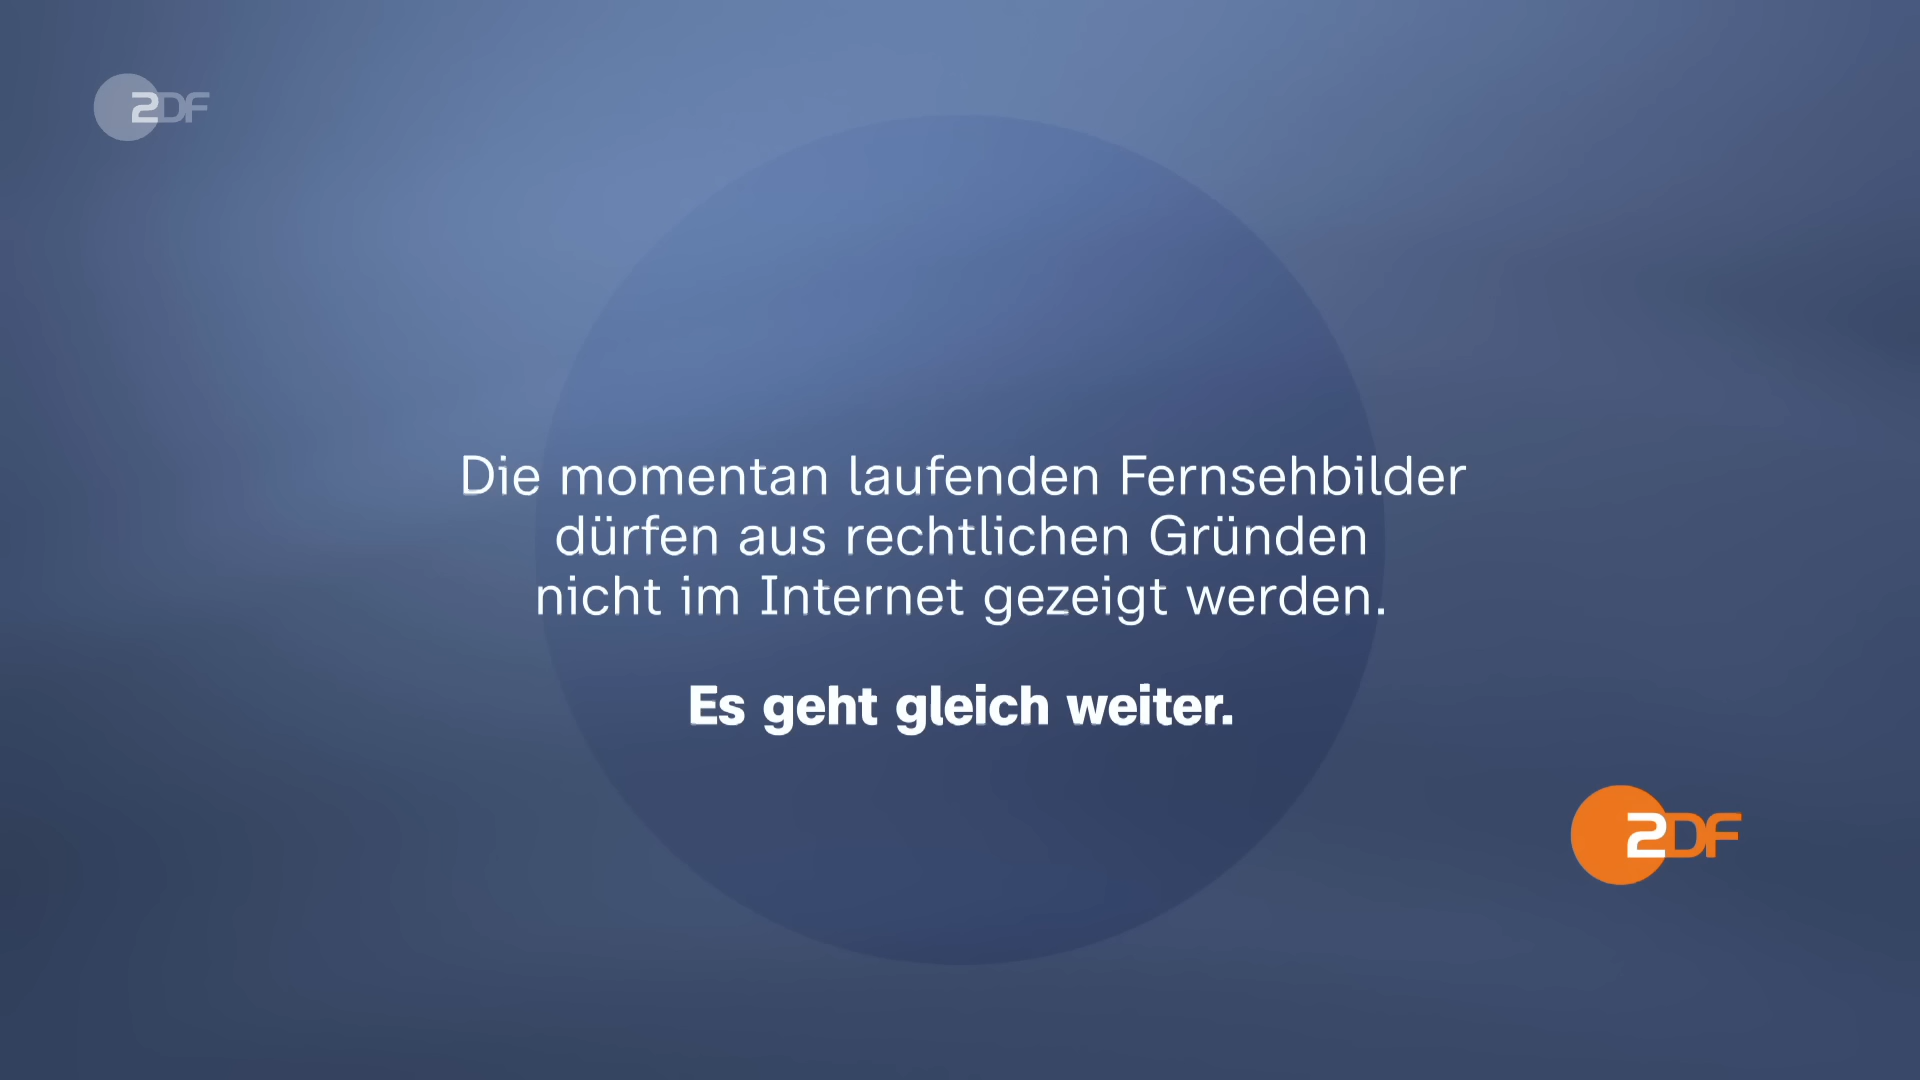 ZDF
Die momentan laufenden Fernsehbilder
dürfen aus rechtlichen Gründen
nicht im Internet gezeigt werden.
Es geht gleich weiter.
ZDF